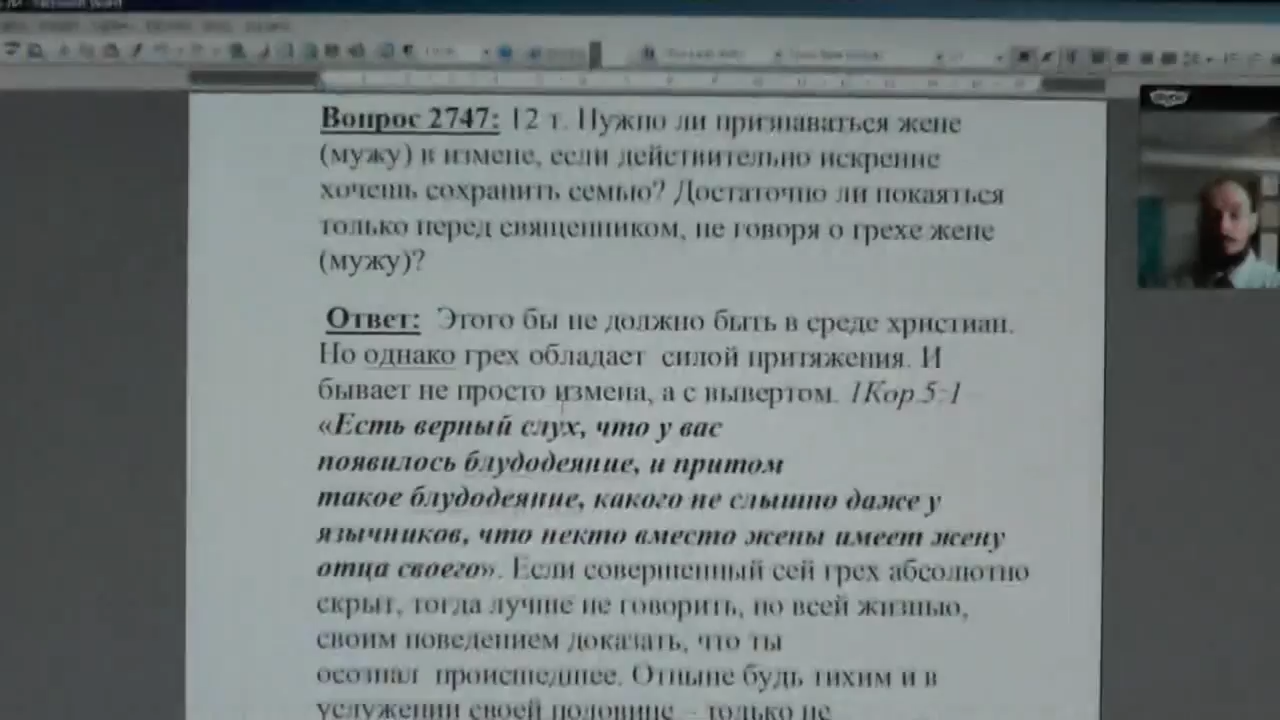 Вопрос 2747: 12 т. Нужно ли признаваться жене
(мужу) в измене, если действительно искренне
хочешь сохранить семью? Достаточно ли покаяться
только перед священником, не говоря о грехе жене
(мужу)?
Ответ: Этого бы не должно быть в среде христиан.
Но однако грех обладает силой притяжения. И
бывает не просто измена, а с вывертом. 1Кор.5:1
«Есть верный слух, что у вас
появилось блудодеяние, и притом
такое блудодеяние, какого не слышно даже у
язычников, что некто вместо жены имеет жену
отца своего». Если совершенный сей грех абсолютно
скрыт, тогда лучше не говорить, но всей жизнью,
своим поведением доказать, что ты
осознал происшедшее. Отныне будь тихим и в
услужении своей половине, – только не